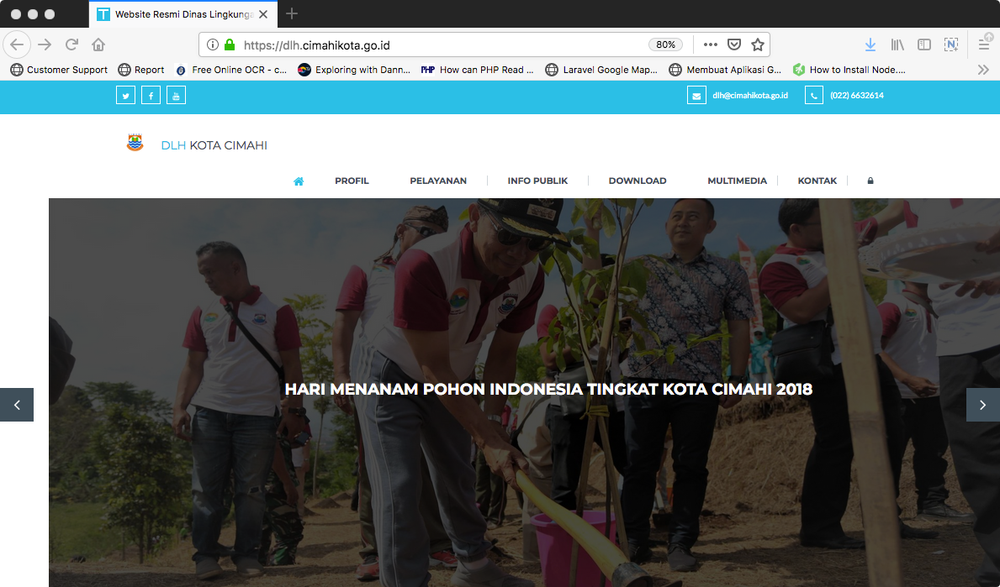 Website Resmi Dinas Lingkunga
https://dlh.cimahikota.go.id
80%
Customer Support
Report
Free Online OCR - c...
Exploring with Dann...
PHP
How can PHP Read ...
Laravel Google Map...
Membuat Aplikasi G...
How to Install Node....
dlh@cimahikota.go.id
(022) 6632614
DLH KOTA CIMAHI
PROFIL
PELAYANAN
INFO PUBLIK
DOWNLOAD
MULTIMEDIA
KONTAK
HARI MENANAM POHON INDONESIA TINGKAT KOTA CIMAHI 2018